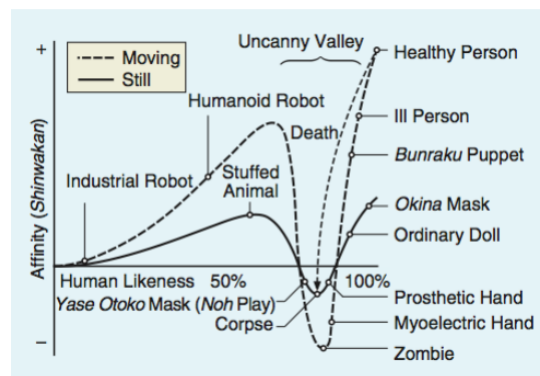 +
Moving
Still
Uncanny Valley
Healthy Person
Humanoid Robot
Death
Ill Person
Bunraku Puppet
Industrial Robot
Stuffed
Animal
Okina Mask
Ordinary Doll
Affinity (Shinwakan)
Human Likeness 50%
100%
Yase Otoko Mask (Noh Play)
Corpse
Prosthetic Hand
Myoelectric Hand
Zombie
–